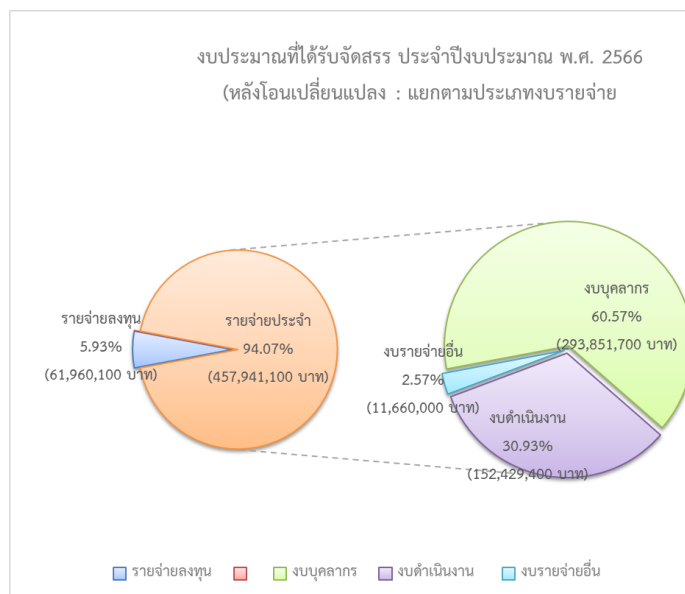 งบประมาณที่ได้รับจัดสรร ประจำปีงบประมาณ พ.ศ. 2566
(หลังโอนเปลี่ยนแปลง : แยกตามประเภทงบรายจ่าย
รายจ่ายลงทุน
5.93%
(61,960,100 บาท)
รายจ่ายประจำ
94.07%
(457,941,100 บาท)
งบบุคลากร
60.57%
(293,851,700 บาท)
งบรายจ่ายอื่น
2.57%
(11,660,000 บาท)
งบดำเนินงาน
30.93%
(152,429,400 บาท)
รายจ่ายลงทุน งบบุคลากร งบดำเนินงาน งบรายจ่ายอื่น